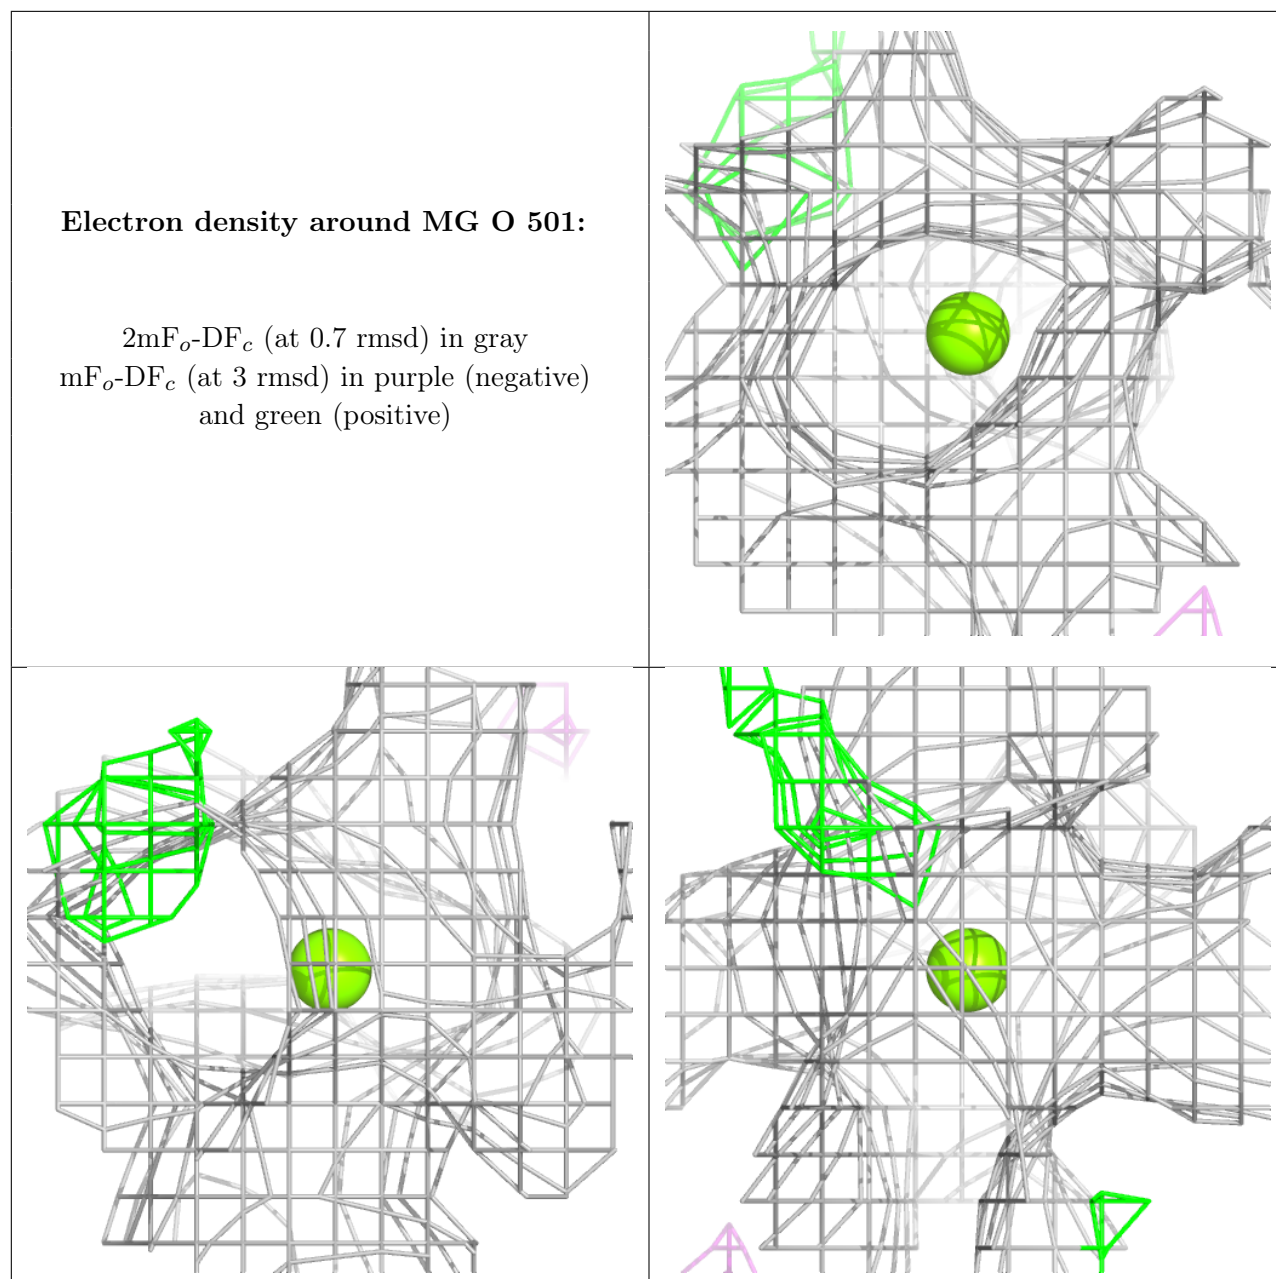 Electron density around MG O 501:
2mFo-DFc (at 0.7 rmsd) in gray
mFo-DFc (at 3 rmsd) in purple (negative)
and green (positive)